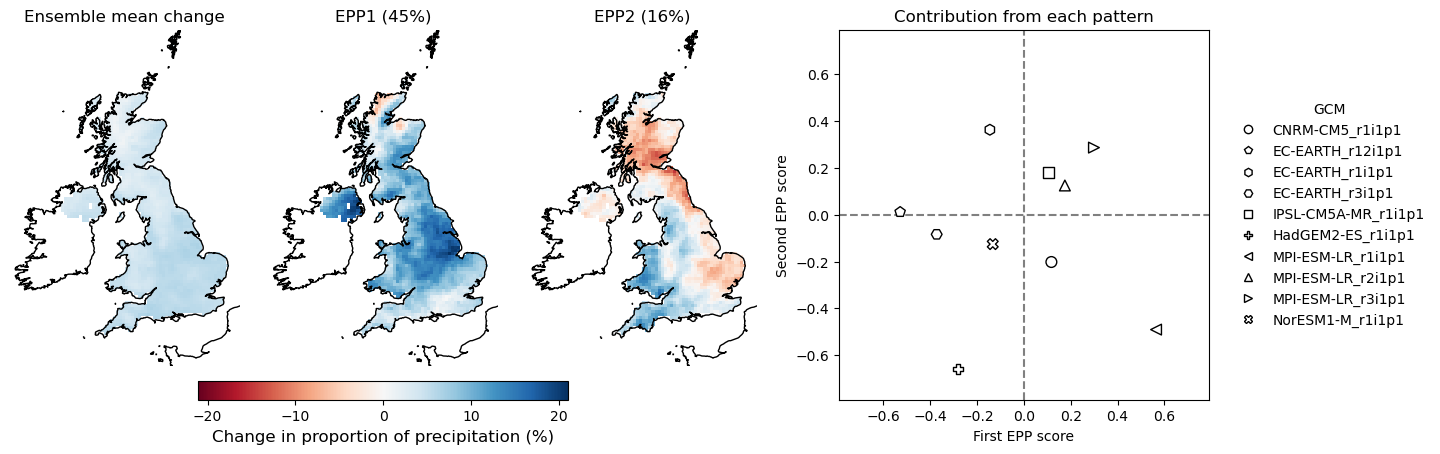 Ensemble mean change
EPP1 (45%)
EPP2 (16%)
−20 −10 0 10 20
Change in proportion of precipitation (%)
Contribution from each pattern
Second EPP score
0.6
0.4
0.2
0.0
−0.2
−0.4
−0.6
−0.6 −0.4 −0.2 0.0 0.2 0.4 0.6
First EPP score
GCM
CNRM-CM5_r1i1p1
EC-EARTH_r12i1p1
EC-EARTH_r1i1p1
EC-EARTH_r3i1p1
IPSL-CM5A-MR_r1i1p1
HadGEM2-ES_r1i1p1
MPI-ESM-LR_r1i1p1
MPI-ESM-LR_r2i1p1
MPI-ESM-LR_r3i1p1
NorESM1-M_r1i1p1